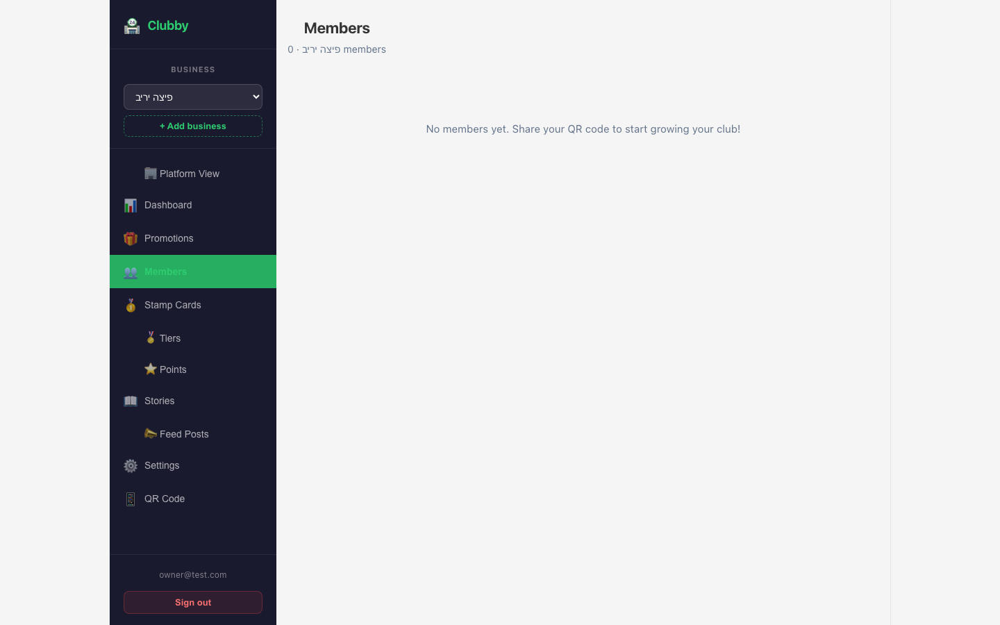 Clubby
BUSINESS
פיצה יריב
+ Add business
Platform View
Dashboard
Promotions
Members
Stamp Cards
Tiers
Points
Stories
Feed Posts
Settings
QR Code
owner@test.com
Sign out
Members
פיצה יריב · 0 members
No members yet. Share your QR code to start growing your club!